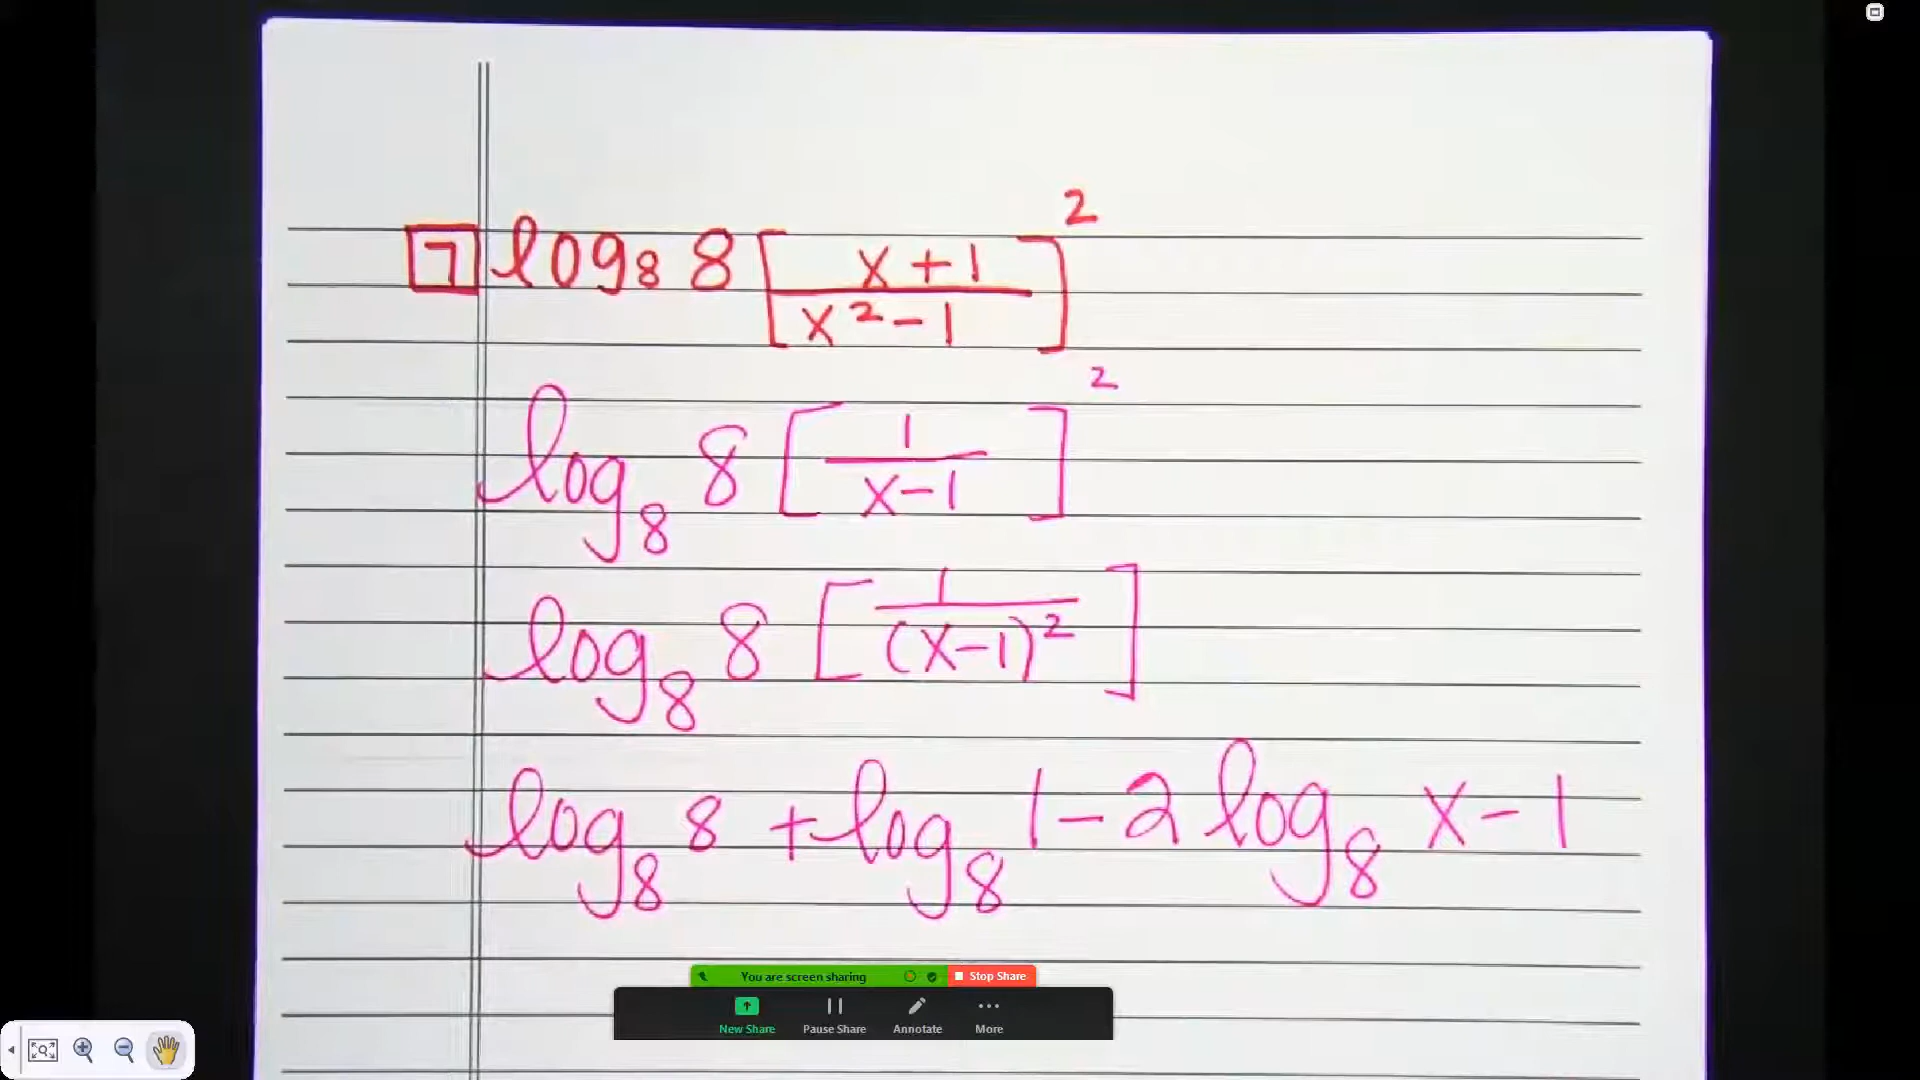 7 log₈ 8 [(x + 1)/(x² - 1)]²
log₈ 8 [1/(x-1)]²
log₈ 8 [1/(x-1)²]
log₈ 8 + log₈ 1 - 2 log₈ x - 1
You are screen sharing Stop Share
New Share Pause Share Annotate More